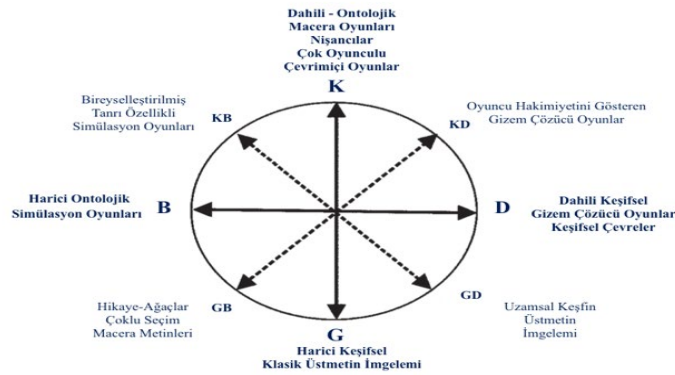 Dahili - Ontolojik
Macera Oyunları
Nişancılar
Çok Oyunculu
Çevrimiçi Oyunlar
K
Bireyselleştirilmiş
Tanrı Özellikli
Simülasyon Oyunları
KB
KD
Oyuncu Hakimiyetini Gösteren
Gizem Çözücü Oyunlar
Harici Ontolojik
Simülasyon Oyunları
B
D
Dahili Keşifsel
Gizem Çözücü Oyunlar
Keşifsel Çevreler
Hikaye-Ağaçlar
Çoklu Seçim
Macera Metinleri
GB
GD
Uzamsal Keşfin
Üstmetin
İmgelemi
G
Harici Keşifsel
Klasik Üstmetin İmgelemi